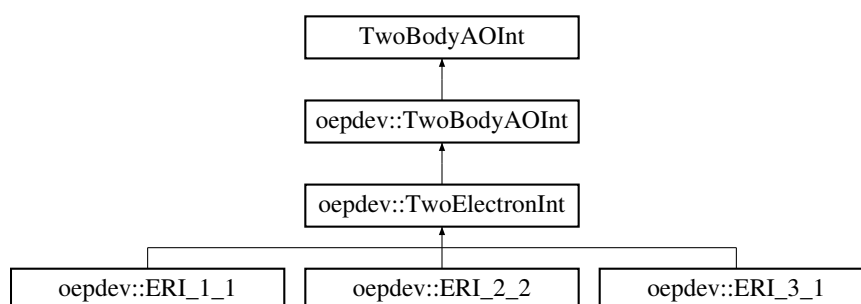 TwoBodyAOInt
oepdev::TwoBodyAOInt
oepdev::TwoElectronInt
oepdev::ERI_1_1
oepdev::ERI_2_2
oepdev::ERI_3_1